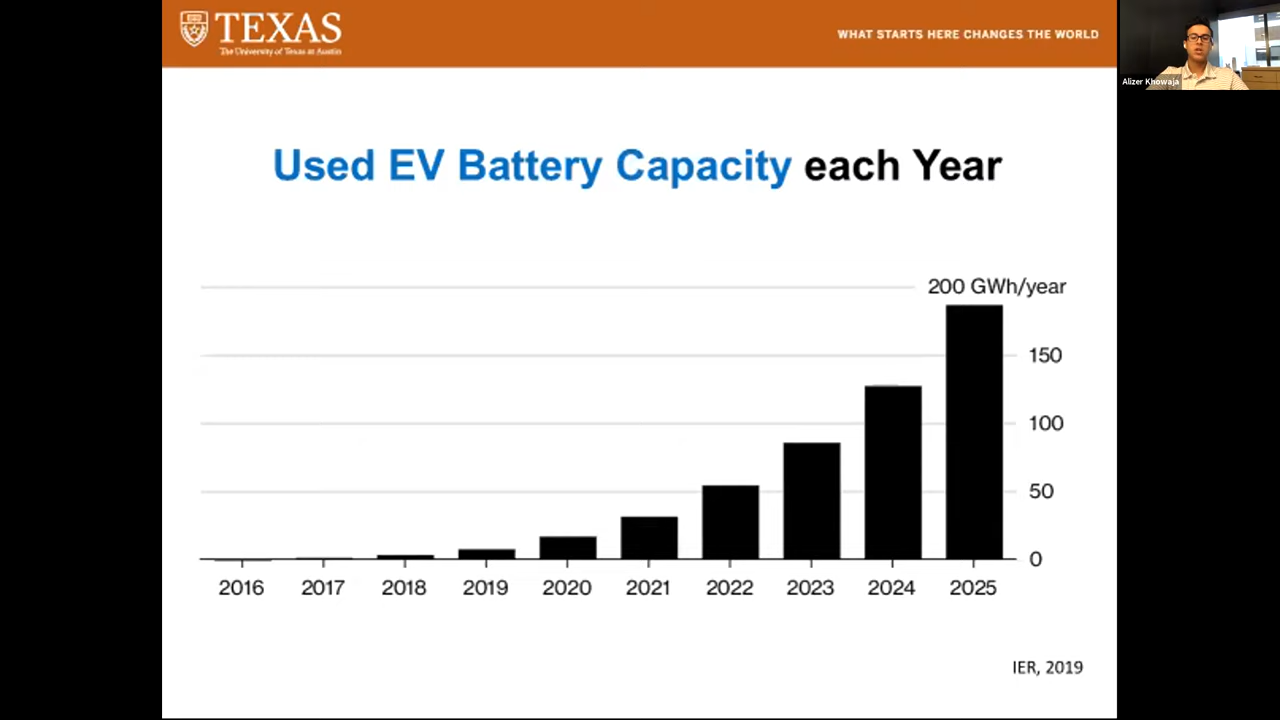 TEXAS
The University of Texas at Austin
WHAT STARTS HERE CHANGES THE WORLD
Alizer Khowaja
Used EV Battery Capacity each Year
200 GWh/year
150
100
50
0
2016 2017 2018 2019 2020 2021 2022 2023 2024 2025
IER, 2019